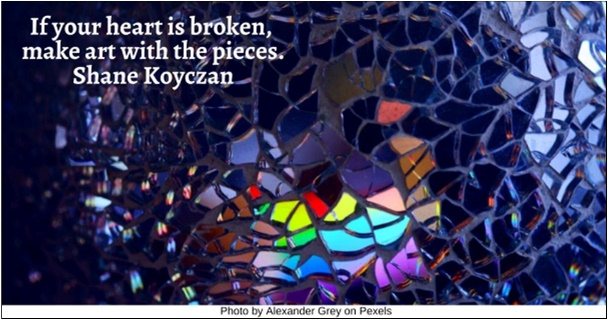 If your heart is broken,
make art with the pieces.
Shane Koyczan
Photo by Alexander Grey on Pexels